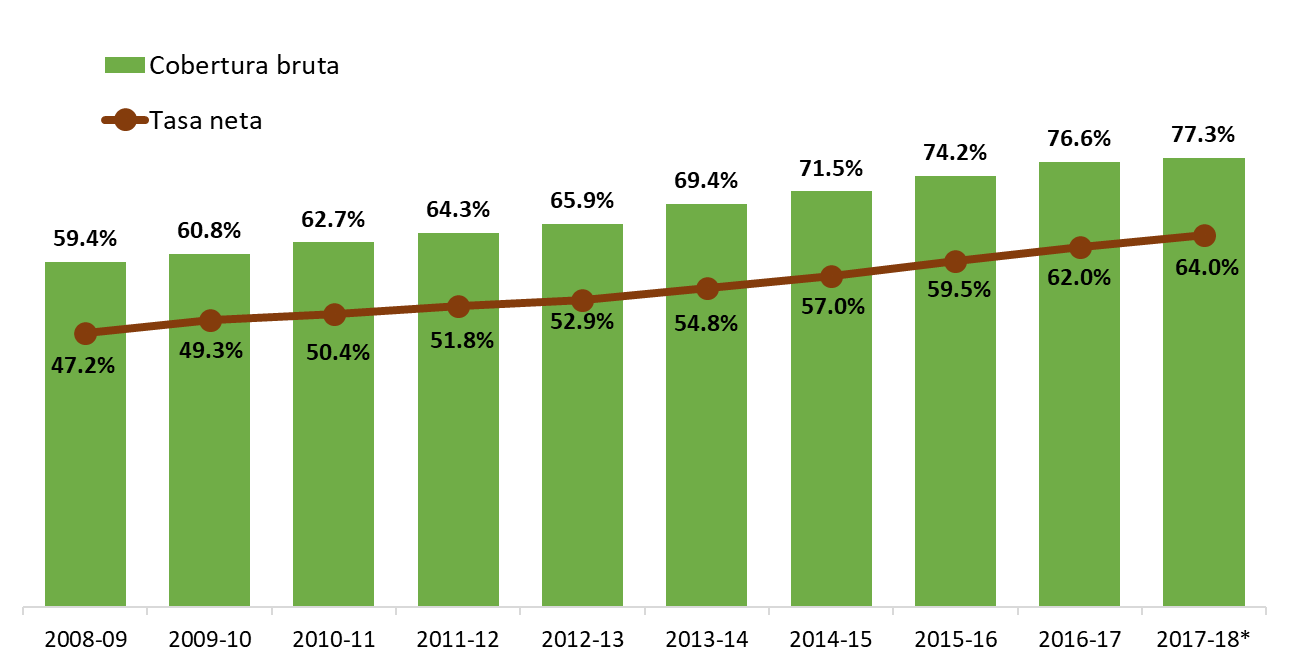 Cobertura bruta
Tasa neta
59.4% 60.8% 62.7% 64.3% 65.9% 69.4% 71.5% 74.2% 76.6% 77.3%
47.2% 49.3% 50.4% 51.8% 52.9% 54.8% 57.0% 59.5% 62.0% 64.0%
2008-09 2009-10 2010-11 2011-12 2012-13 2013-14 2014-15 2015-16 2016-17 2017-18*